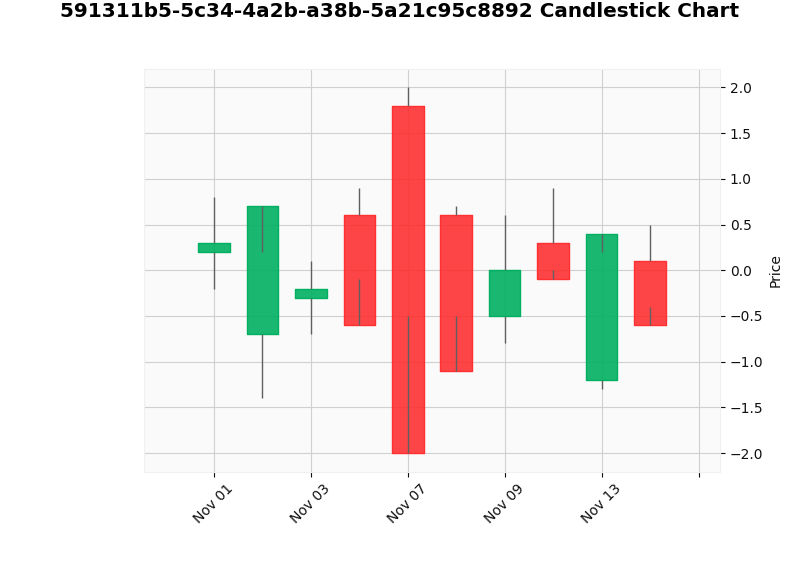 591311b5-5c34-4a2b-a38b-5a21c95c8892 Candlestick Chart
2.0
1.5
1.0
0.5
0.0
−0.5
−1.0
−1.5
−2.0
Price
Nov 01
Nov 03
Nov 07
Nov 09
Nov 13